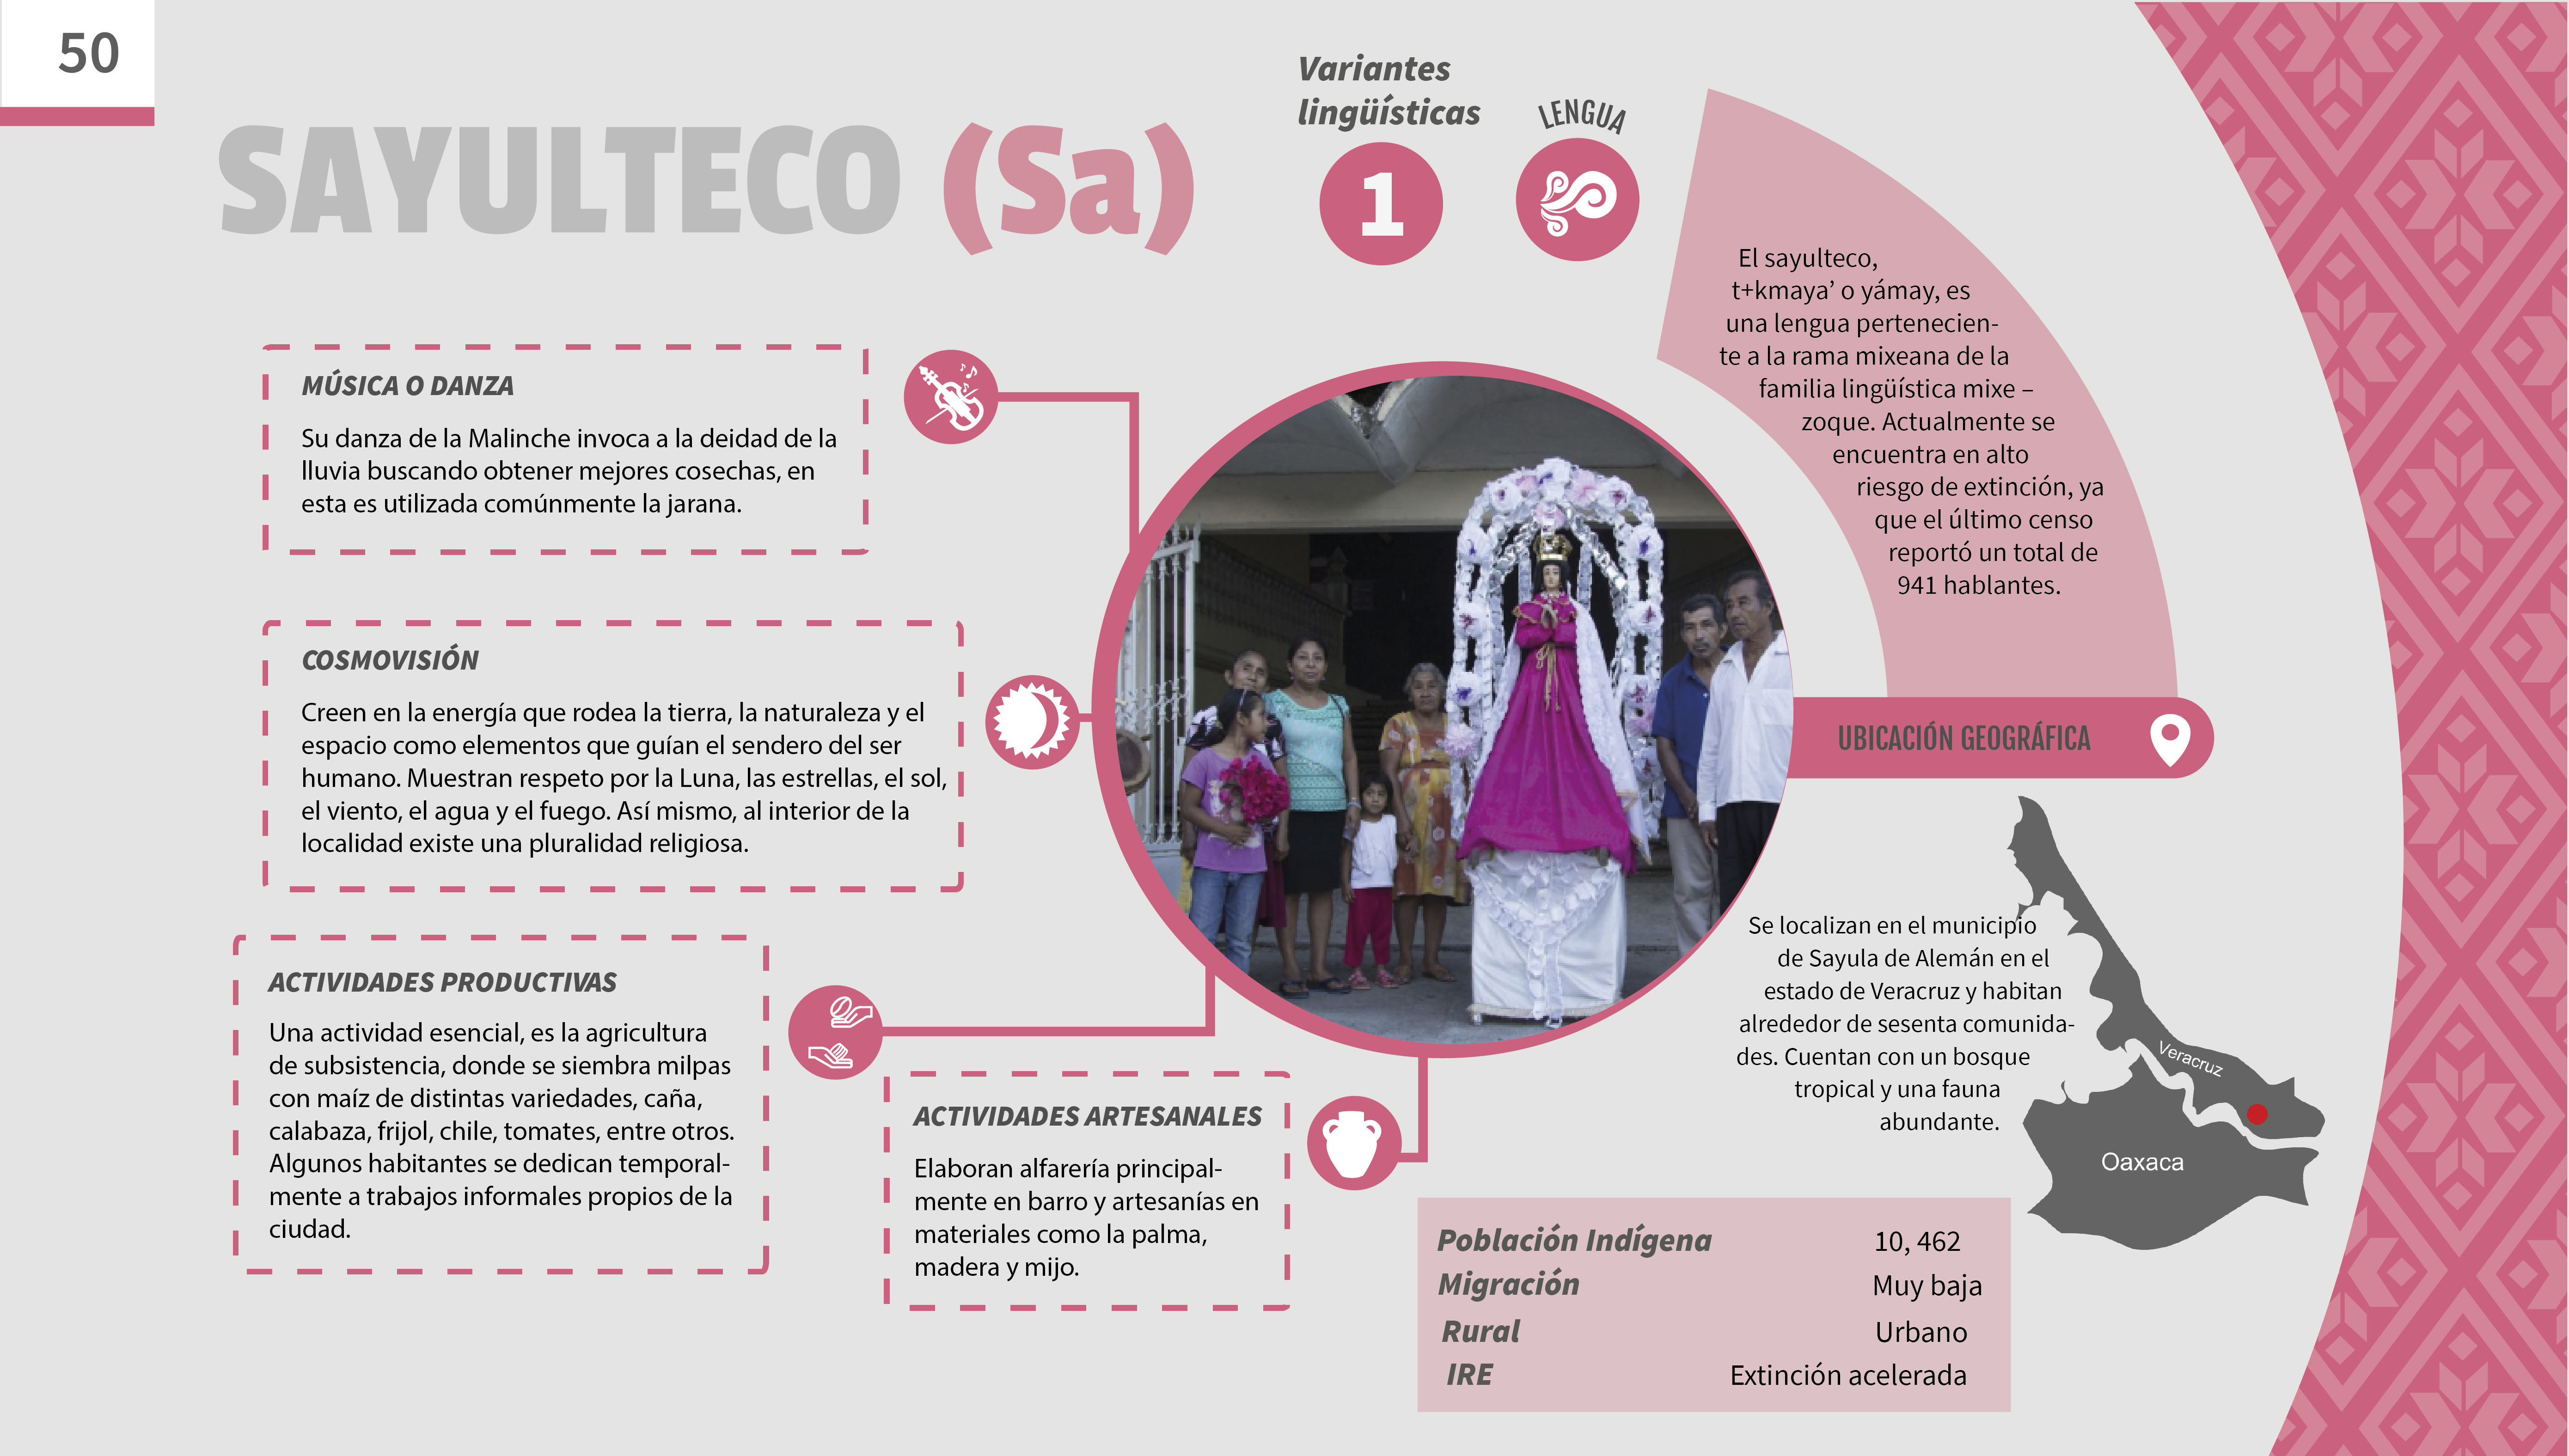 50
SAYULTECO (Sa)
Variantes
lingüísticas
1
LENGUA
El sayulteco,
t+kmaya’ o yámay, es
una lengua pertenecien-
te a la rama mixeana de la
familia lingüística mixe –
zoque. Actualmente se
encuentra en alto
riesgo de extinción, ya
que el último censo
reportó un total de
941 hablantes.
MÚSICA O DANZA
Su danza de la Malinche invoca a la deidad de la
lluvia buscando obtener mejores cosechas, en
esta es utilizada comúnmente la jarana.
COSMOVISIÓN
Creen en la energía que rodea la tierra, la naturaleza y el
espacio como elementos que guían el sendero del ser
humano. Muestran respeto por la Luna, las estrellas, el sol,
el viento, el agua y el fuego. Así mismo, al interior de la
localidad existe una pluralidad religiosa.
UBICACIÓN GEOGRÁFICA
Se localizan en el municipio
de Sayula de Alemán en el
estado de Veracruz y habitan
alrededor de sesenta comunida-
des. Cuentan con un bosque
tropical y una fauna
abundante.
Veracruz
Oaxaca
ACTIVIDADES PRODUCTIVAS
Una actividad esencial, es la agricultura
de subsistencia, donde se siembra milpas
con maíz de distintas variedades, caña,
calabaza, frijol, chile, tomates, entre otros.
Algunos habitantes se dedican temporal-
mente a trabajos informales propios de la
ciudad.
ACTIVIDADES ARTESANALES
Elaboran alfarería principal-
mente en barro y artesanías en
materiales como la palma,
madera y mijo.
Población Indígena 10, 462
Migración Muy baja
Rural Urbano
IRE Extinción acelerada